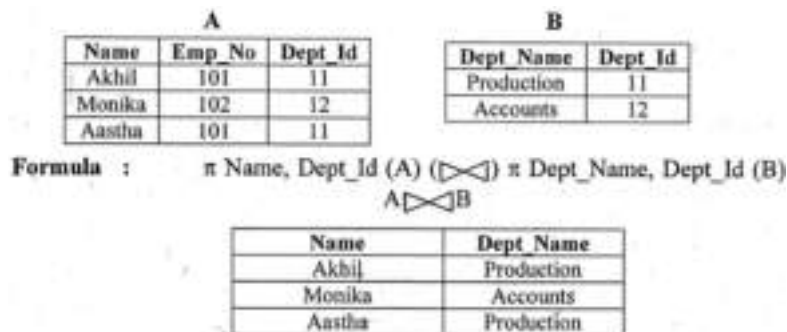 A
Name Emp_No Dept_Id
Akhil 101 11
Monika 102 12
Aastha 101 11
B
Dept_Name Dept_Id
Production 11
Accounts 12
Formula : π Name, Dept_Id (A) (⋈) π Dept_Name, Dept_Id (B)
A⋈B
Name Dept_Name
Akhil Production
Monika Accounts
Aastha Production